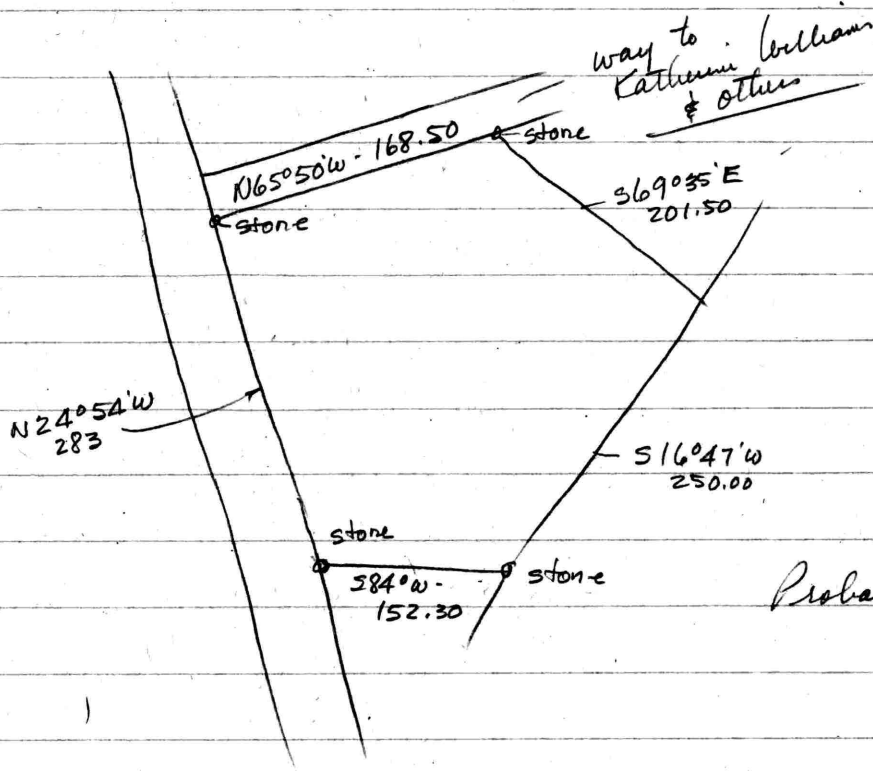 way to
Katherine Williams
& others
N65°50'W - 168.50
stone
stone
S69°35'E
201.50
N24°54'W
283
S16°47'W
250.00
stone
S84°W -
152.30
stone